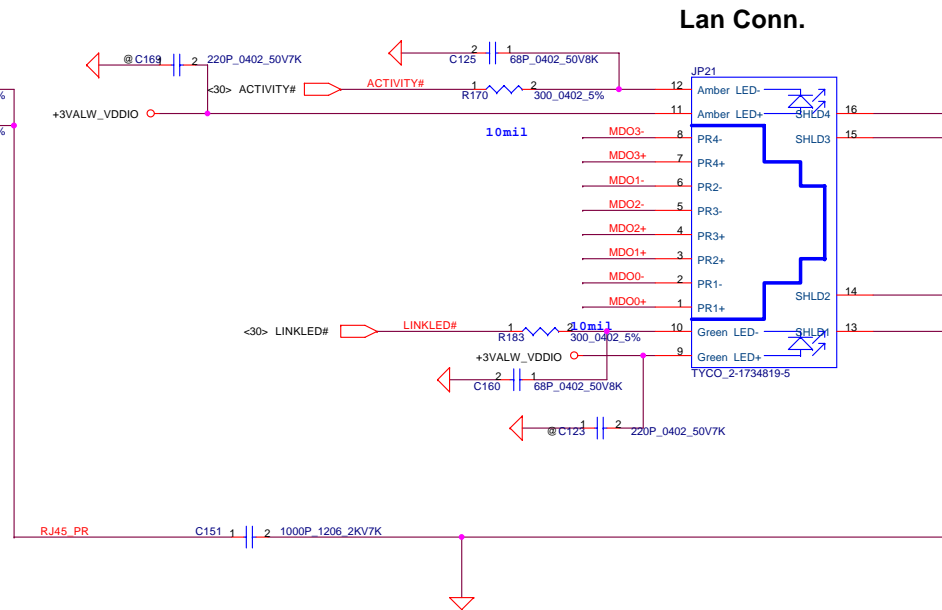 Lan Conn.
@ C169 1 2 220P_0402_50V7K
C125 2 1 68P_0402_50V8K
JP21
<30> ACTIVITY# ACTIVITY# 1 2 12 Amber LED-
R170 300_0402_5%
+3VALW_VDDIO 11 Amber LED+ SHLD4 16
10mil
MDO3- 8 PR4- SHLD3 15
MDO3+ 7 PR4+
MDO1- 6 PR2-
MDO2- 5 PR3-
MDO2+ 4 PR3+
MDO1+ 3 PR2+
MDO0- 2 PR1-
SHLD2 14
MDO0+ 1 PR1+
<30> LINKLED# LINKLED# 1 2 10mil 10 Green LED- SHLD1 13
R183 300_0402_5%
+3VALW_VDDIO 9 Green LED+
TYCO_2-1734819-5
C160 2 1 68P_0402_50V8K
@ C123 1 2 220P_0402_50V7K
RJ45_PR C151 1 2 1000P_1206_2KV7K